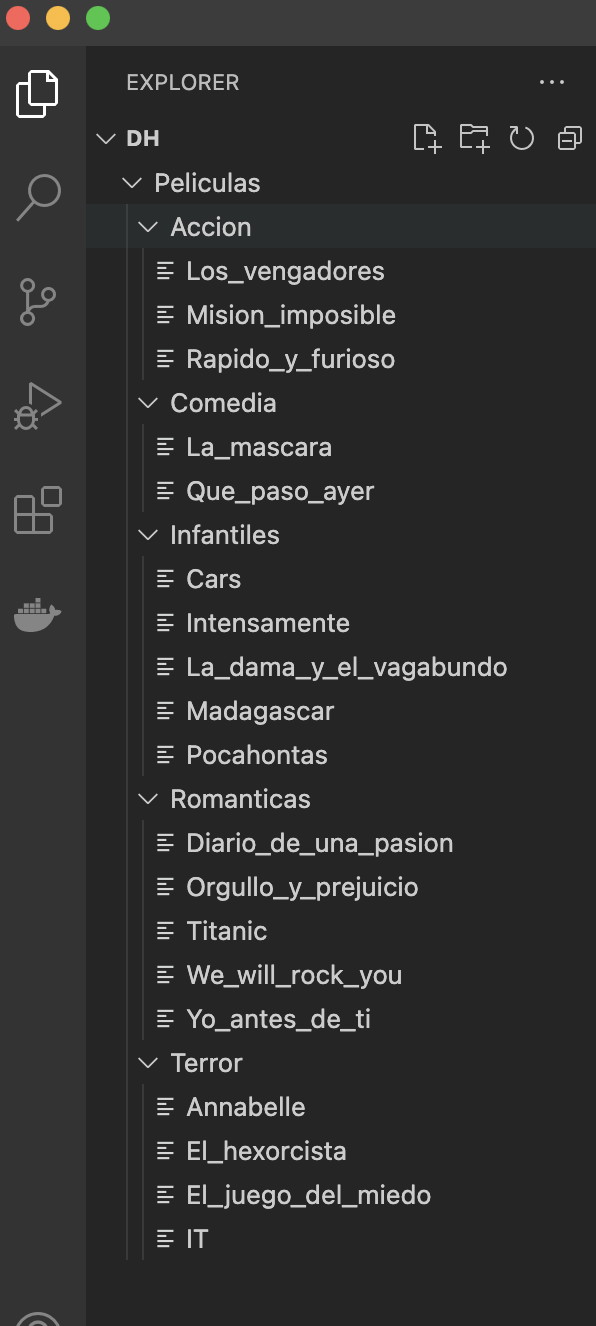 EXPLORER
DH
Peliculas
Accion
Los_vengadores
Mision_imposible
Rapido_y_furioso
Comedia
La_mascara
Que_paso_ayer
Infantiles
Cars
Intensamente
La_dama_y_el_vagabundo
Madagascar
Pocahontas
Romanticas
Diario_de_una_pasion
Orgullo_y_prejuicio
Titanic
We_will_rock_you
Yo_antes_de_ti
Terror
Annabelle
El_hexorcista
El_juego_del_miedo
IT